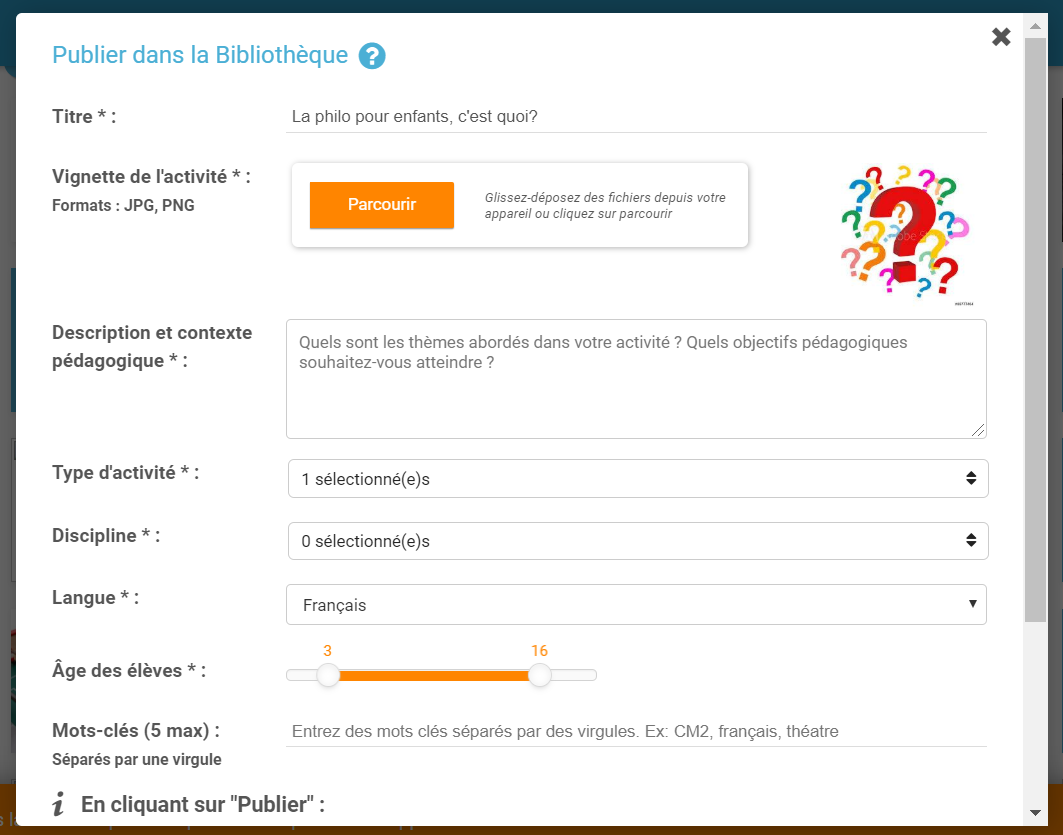 Publier dans la Bibliothèque ?
✖
Titre * :
La philo pour enfants, c'est quoi?
Vignette de l'activité * :
Formats : JPG, PNG
Parcourir
Glissez-déposez des fichiers depuis votre
appareil ou cliquez sur parcourir
Description et contexte
pédagogique * :
Quels sont les thèmes abordés dans votre activité ? Quels objectifs pédagogiques
souhaitez-vous atteindre ?
Type d'activité * :
1 sélectionné(e)s
Discipline * :
0 sélectionné(e)s
Langue * :
Français
3 16
Âge des élèves * :
Mots-clés (5 max) :
Entrez des mots clés séparés par des virgules. Ex: CM2, français, théatre
Séparés par une virgule
i En cliquant sur "Publier" :